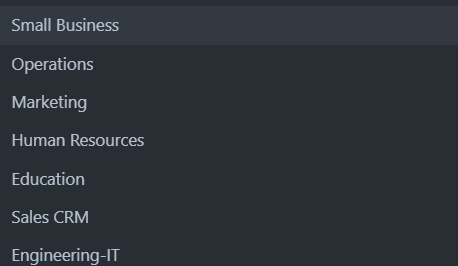 Small Business
Operations
Marketing
Human Resources
Education
Sales CRM
Engineering-IT